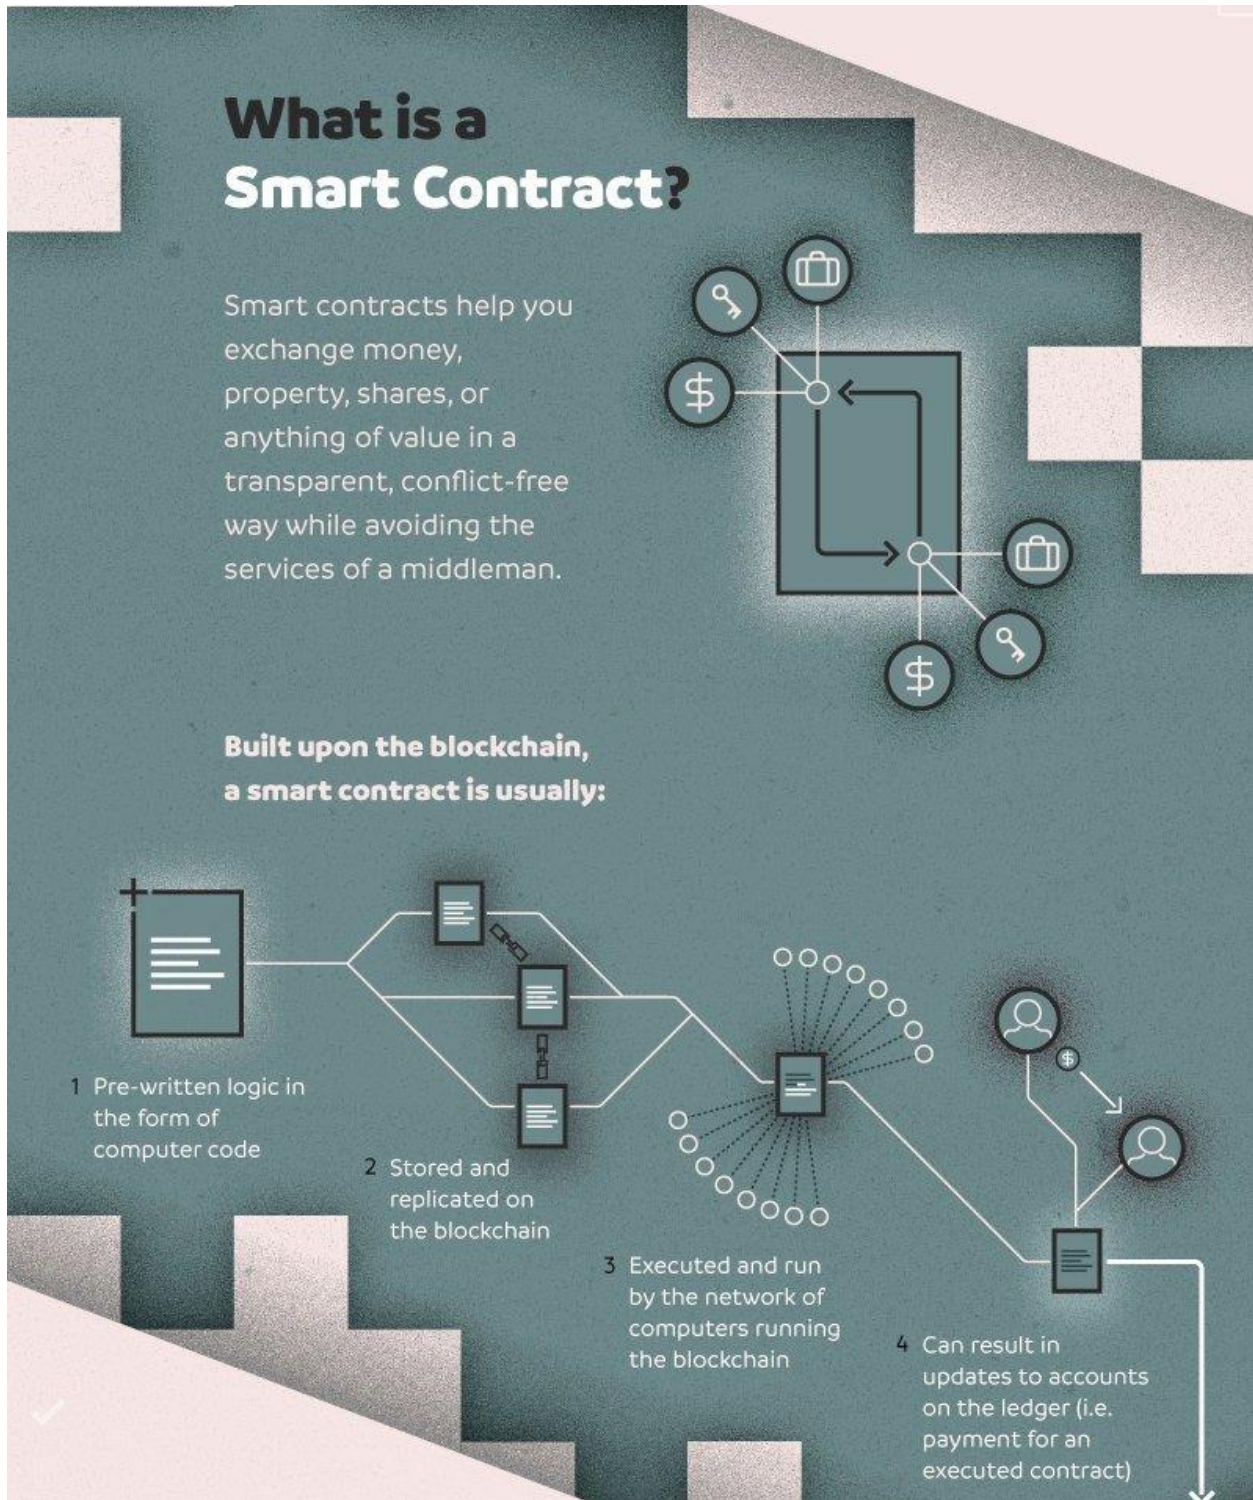 What is a
Smart Contract?
Smart contracts help you
exchange money,
property, shares, or
anything of value in a
transparent, conflict-free
way while avoiding the
services of a middleman.
Built upon the blockchain,
a smart contract is usually:
1 Pre-written logic in
the form of
computer code
2 Stored and
replicated on
the blockchain
3 Executed and run
by the network of
computers running
the blockchain
4 Can result in
updates to accounts
on the ledger (i.e.
payment for an
executed contract)
$
$
$